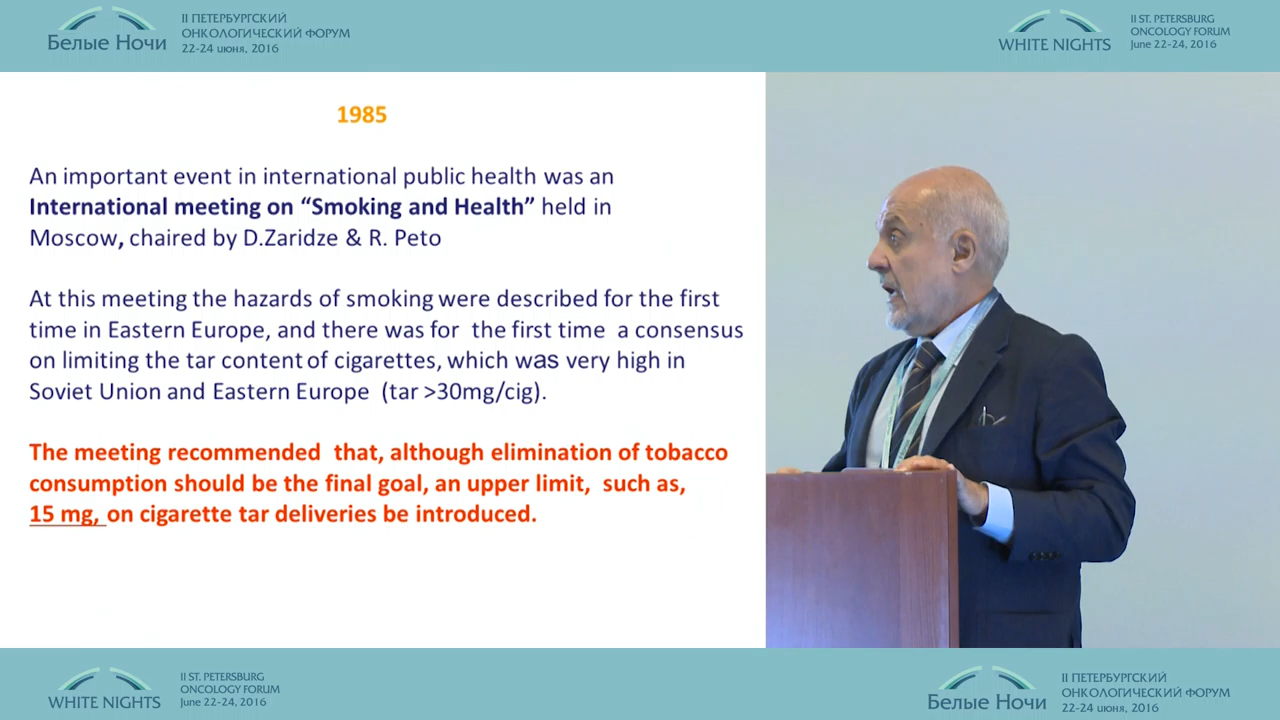 Белые Ночи
II ПЕТЕРБУРГСКИЙ
ОНКОЛОГИЧЕСКИЙ ФОРУМ
22-24 июня, 2016
WHITE NIGHTS
II ST. PETERSBURG
ONCOLOGY FORUM
June 22-24, 2016
1985
An important event in international public health was an
International meeting on “Smoking and Health” held in
Moscow, chaired by D.Zaridze & R. Peto
At this meeting the hazards of smoking were described for the first
time in Eastern Europe, and there was for the first time a consensus
on limiting the tar content of cigarettes, which was very high in
Soviet Union and Eastern Europe (tar >30mg/cig).
The meeting recommended that, although elimination of tobacco
consumption should be the final goal, an upper limit, such as,
15 mg, on cigarette tar deliveries be introduced.
WHITE NIGHTS
II ST. PETERSBURG
ONCOLOGY FORUM
June 22-24, 2016
Белые Ночи
II ПЕТЕРБУРГСКИЙ
ОНКОЛОГИЧЕСКИЙ ФОРУМ
22-24 июня, 2016